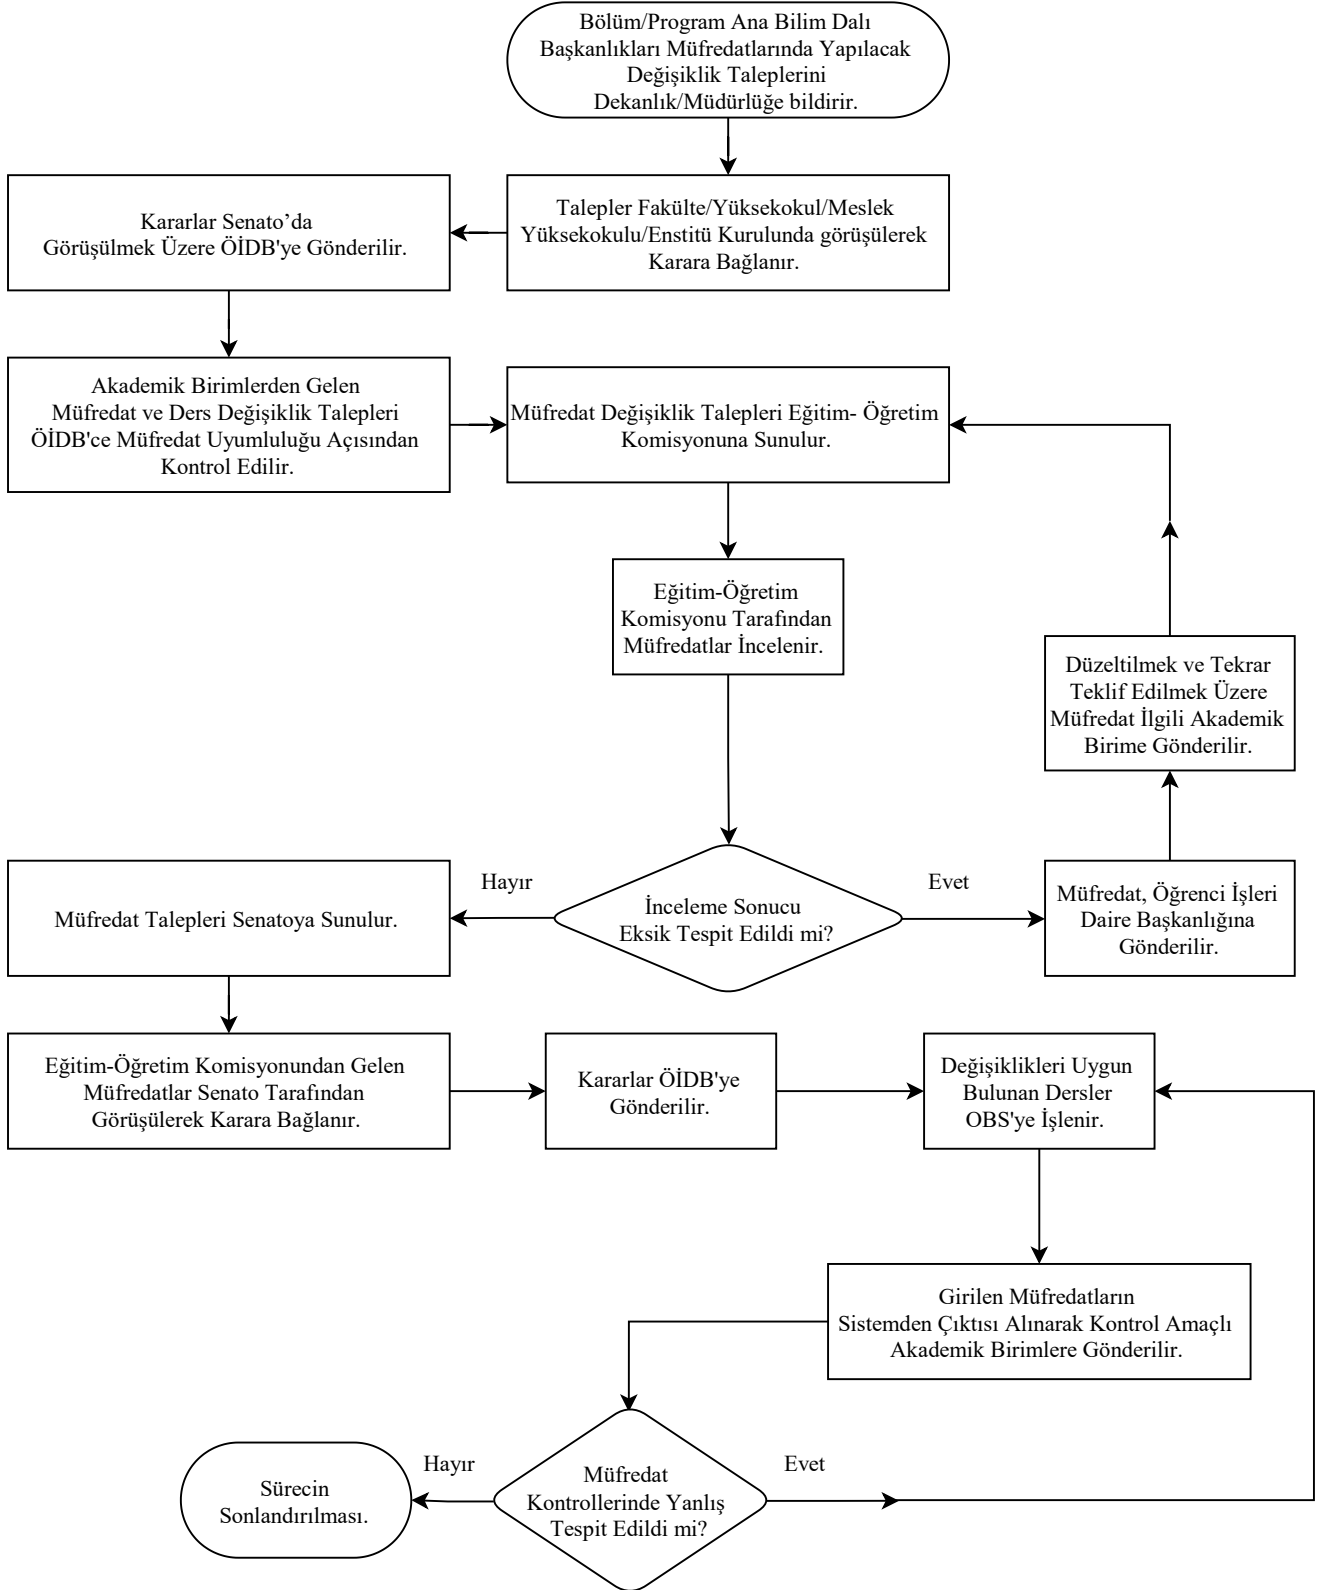 Bölüm/Program Ana Bilim Dalı
Başkanlıkları Müfredatlarında Yapılacak
Değişiklik Taleplerini
Dekanlık/Müdürlüğe bildirir.
Talepler Fakülte/Yüksekokul/Meslek
Yüksekokulu/Enstitü Kurulunda görüşülerek
Karara Bağlanır.
Kararlar Senato’da
Görüşülmek Üzere ÖİDB'ye Gönderilir.
Akademik Birimlerden Gelen
Müfredat ve Ders Değişiklik Talepleri
ÖİDB'ce Müfredat Uyumluluğu Açısından
Kontrol Edilir.
Müfredat Değişiklik Talepleri Eğitim- Öğretim
Komisyonuna Sunulur.
Eğitim-Öğretim
Komisyonu Tarafından
Müfredatlar İncelenir.
Düzeltilmek ve Tekrar
Teklif Edilmek Üzere
Müfredat İlgili Akademik
Birime Gönderilir.
Hayır
İnceleme Sonucu
Eksik Tespit Edildi mi?
Evet
Müfredat Talepleri Senatoya Sunulur.
Müfredat, Öğrenci İşleri
Daire Başkanlığına
Gönderilir.
Eğitim-Öğretim Komisyonundan Gelen
Müfredatlar Senato Tarafından
Görüşülerek Karara Bağlanır.
Kararlar ÖİDB'ye
Gönderilir.
Değişiklikleri Uygun
Bulunan Dersler
OBS'ye İşlenir.
Girilen Müfredatların
Sistemden Çıktısı Alınarak Kontrol Amaçlı
Akademik Birimlere Gönderilir.
Hayır
Müfredat
Kontrollerinde Yanlış
Tespit Edildi mi?
Evet
Sürecin
Sonlandırılması.